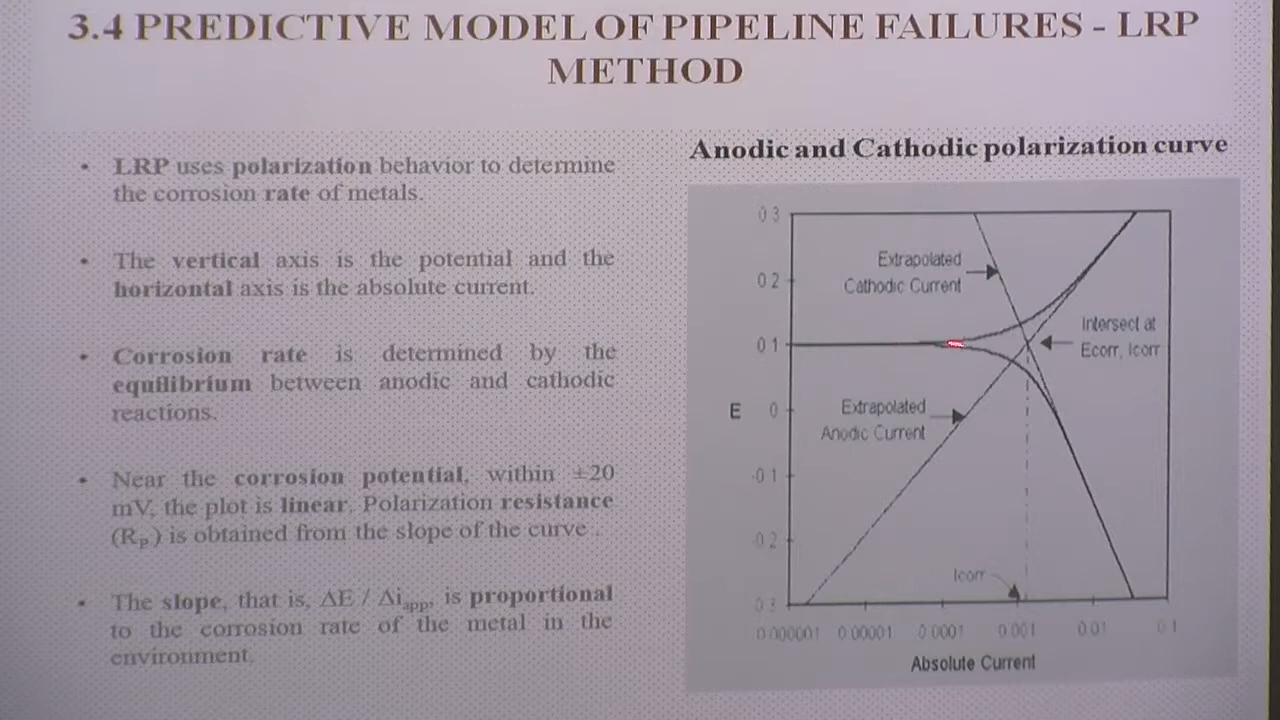 3.4 PREDICTIVE MODEL OF PIPELINE FAILURES - LRP
METHOD
• LRP uses polarization behavior to determine
the corrosion rate of metals.
• The vertical axis is the potential and the
horizontal axis is the absolute current.
• Corrosion rate is determined by the
equilibrium between anodic and cathodic
reactions.
• Near the corrosion potential, within ±20
mV, the plot is linear. Polarization resistance
(Rp) is obtained from the slope of the curve .
• The slope, that is, ΔE / Δiapp, is proportional
to the corrosion rate of the metal in the
environment.
Anodic and Cathodic polarization curve
0.3
Extrapolated
Cathodic Current
0.2
Intersect at
Ecorr, Icorr
0.1
Extrapolated
Anodic Current
E
0
-0.1
-0.2
Icorr
0.3
0.000001 0.00001 0.0001 0.001 0.01 0.1
Absolute Current